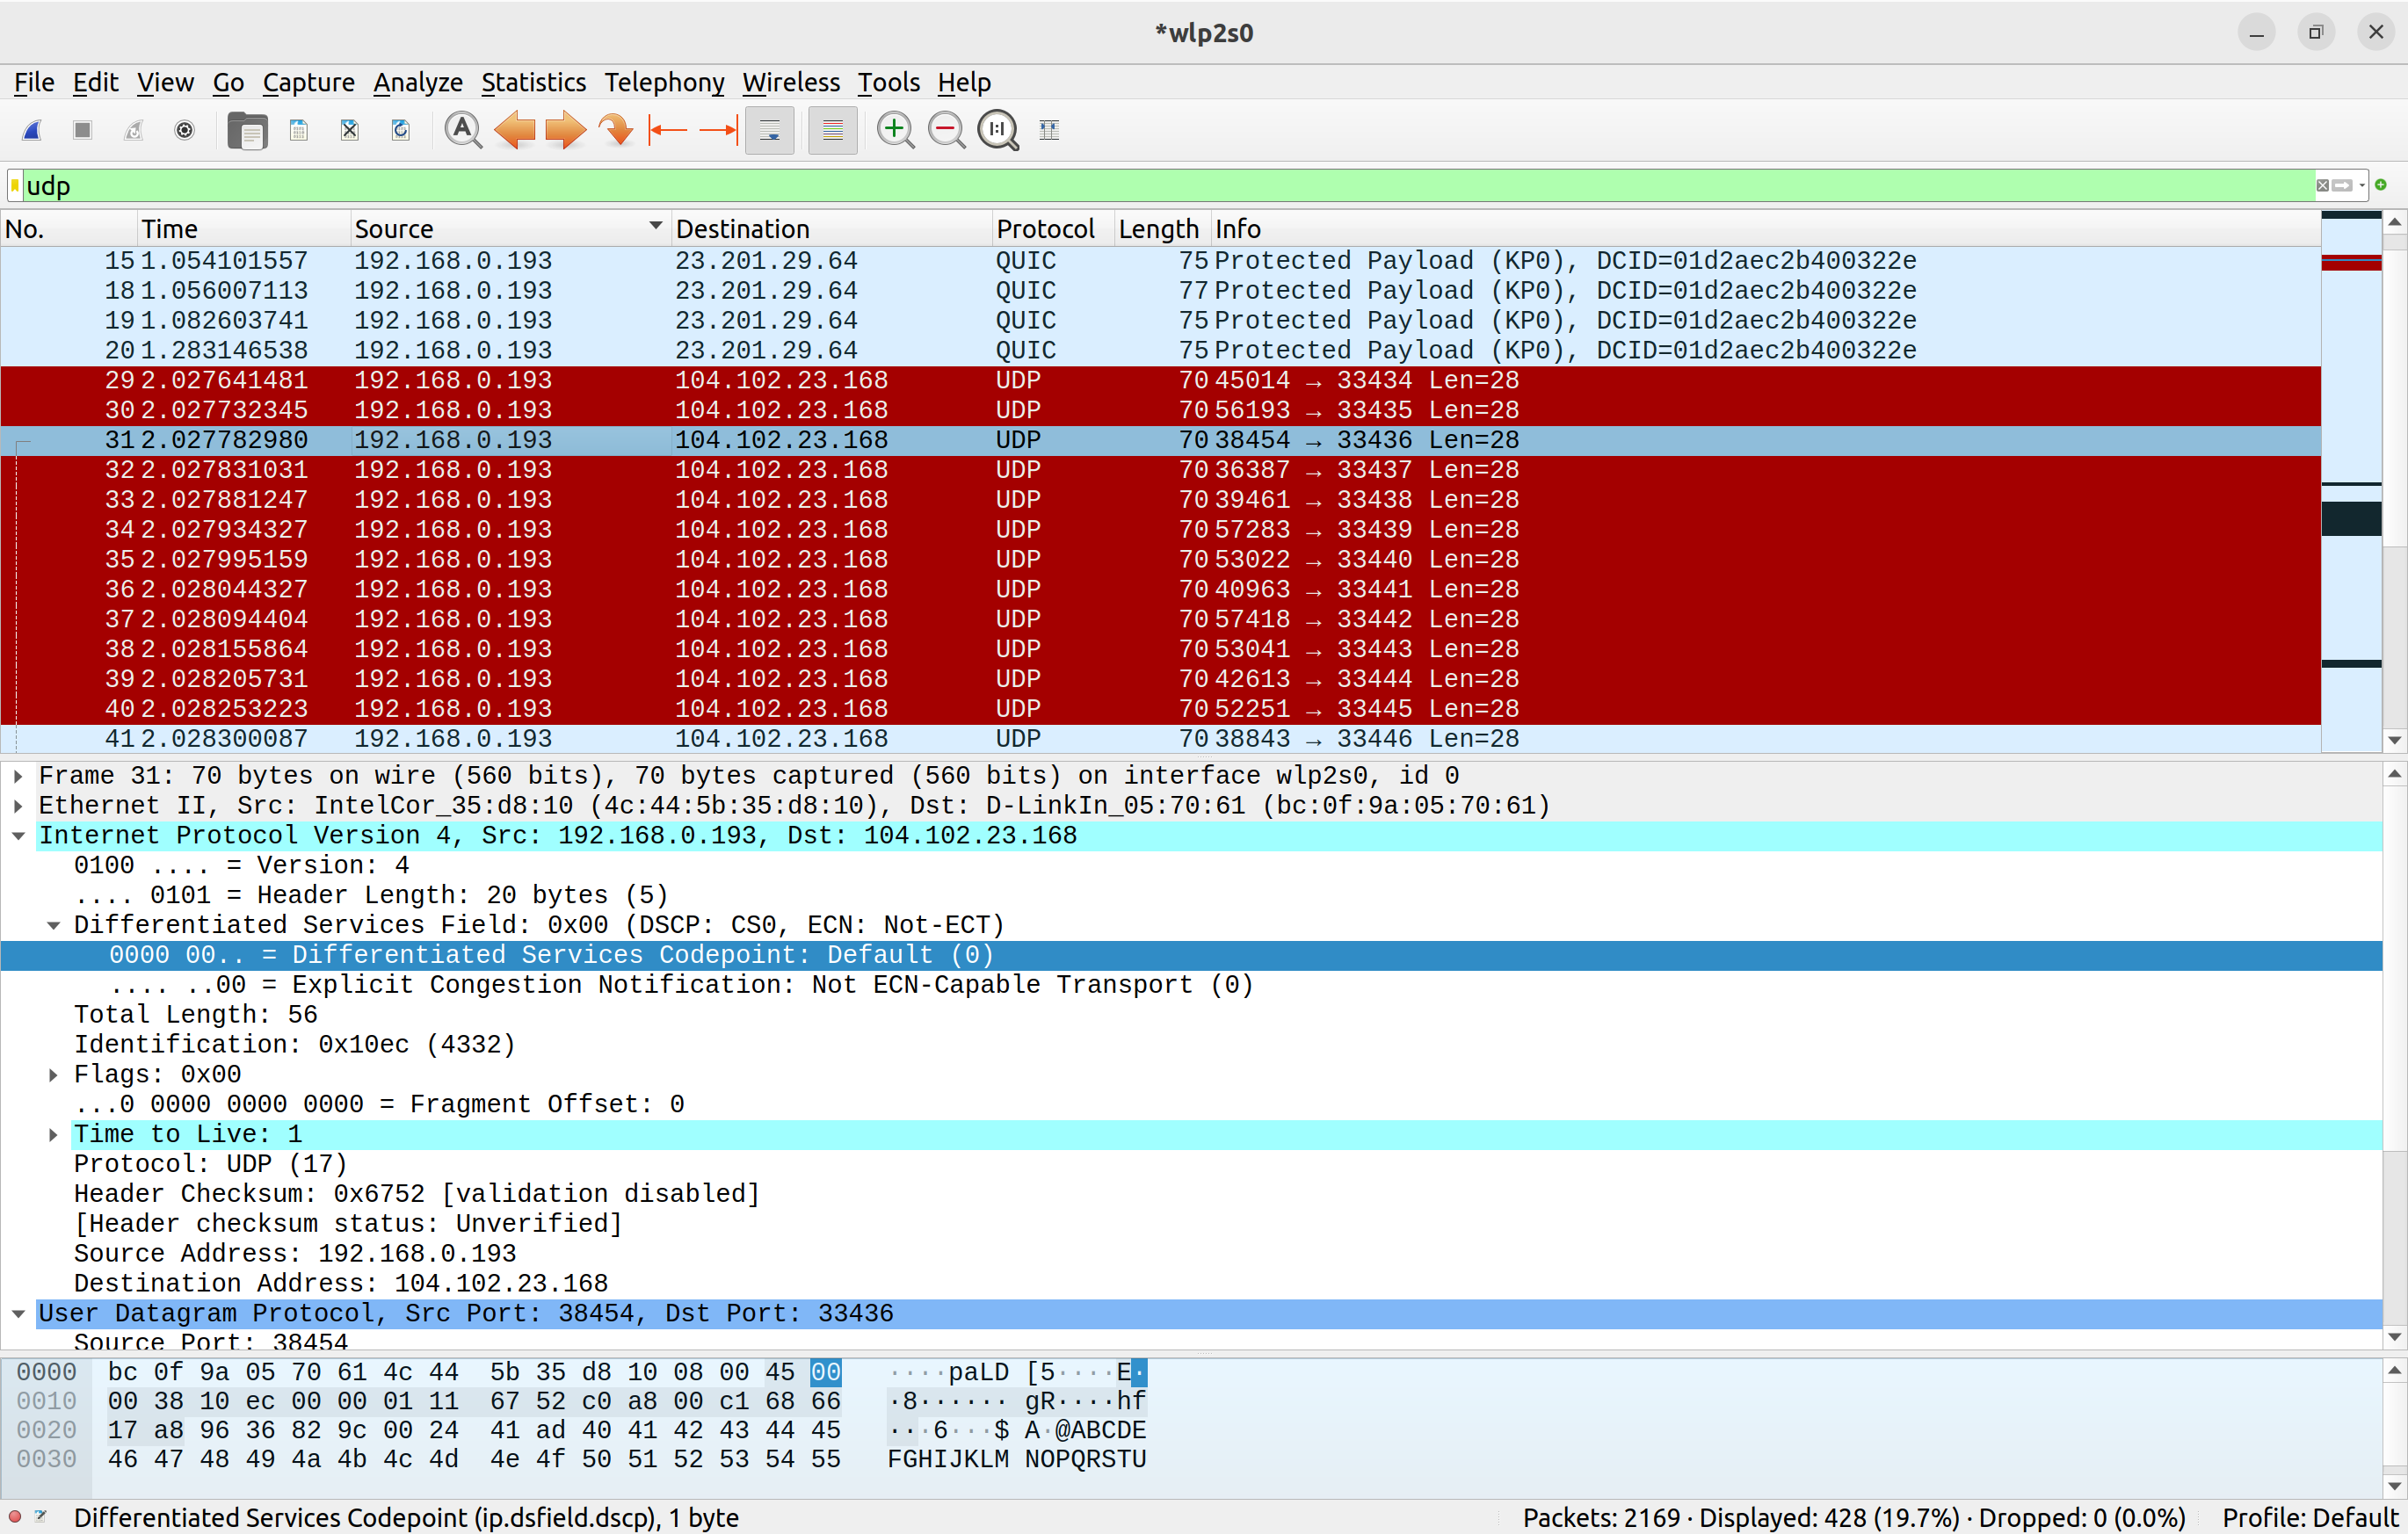 *wlp2s0
File Edit View Go Capture Analyze Statistics Telephony Wireless Tools Help
udp
No. Time Source Destination Protocol Length Info
15 1.054101557 192.168.0.193 23.201.29.64 QUIC 75 Protected Payload (KP0), DCID=01d2aec2b400322e
18 1.056007113 192.168.0.193 23.201.29.64 QUIC 77 Protected Payload (KP0), DCID=01d2aec2b400322e
19 1.082603741 192.168.0.193 23.201.29.64 QUIC 75 Protected Payload (KP0), DCID=01d2aec2b400322e
20 1.283146538 192.168.0.193 23.201.29.64 QUIC 75 Protected Payload (KP0), DCID=01d2aec2b400322e
29 2.027641481 192.168.0.193 104.102.23.168 UDP 70 45014 → 33434 Len=28
30 2.027732345 192.168.0.193 104.102.23.168 UDP 70 56193 → 33435 Len=28
31 2.027782980 192.168.0.193 104.102.23.168 UDP 70 38454 → 33436 Len=28
32 2.027831031 192.168.0.193 104.102.23.168 UDP 70 36387 → 33437 Len=28
33 2.027881247 192.168.0.193 104.102.23.168 UDP 70 39461 → 33438 Len=28
34 2.027934327 192.168.0.193 104.102.23.168 UDP 70 57283 → 33439 Len=28
35 2.027995159 192.168.0.193 104.102.23.168 UDP 70 53022 → 33440 Len=28
36 2.028044327 192.168.0.193 104.102.23.168 UDP 70 40963 → 33441 Len=28
37 2.028094404 192.168.0.193 104.102.23.168 UDP 70 57418 → 33442 Len=28
38 2.028155864 192.168.0.193 104.102.23.168 UDP 70 53041 → 33443 Len=28
39 2.028205731 192.168.0.193 104.102.23.168 UDP 70 42613 → 33444 Len=28
40 2.028253223 192.168.0.193 104.102.23.168 UDP 70 52251 → 33445 Len=28
41 2.028300087 192.168.0.193 104.102.23.168 UDP 70 38843 → 33446 Len=28
Frame 31: 70 bytes on wire (560 bits), 70 bytes captured (560 bits) on interface wlp2s0, id 0
Ethernet II, Src: IntelCor_35:d8:10 (4c:44:5b:35:d8:10), Dst: D-LinkIn_05:70:61 (bc:0f:9a:05:70:61)
Internet Protocol Version 4, Src: 192.168.0.193, Dst: 104.102.23.168
0100 .... = Version: 4
.... 0101 = Header Length: 20 bytes (5)
Differentiated Services Field: 0x00 (DSCP: CS0, ECN: Not-ECT)
0000 00.. = Differentiated Services Codepoint: Default (0)
.... ..00 = Explicit Congestion Notification: Not ECN-Capable Transport (0)
Total Length: 56
Identification: 0x10ec (4332)
Flags: 0x00
...0 0000 0000 0000 = Fragment Offset: 0
Time to Live: 1
Protocol: UDP (17)
Header Checksum: 0x6752 [validation disabled]
[Header checksum status: Unverified]
Source Address: 192.168.0.193
Destination Address: 104.102.23.168
User Datagram Protocol, Src Port: 38454, Dst Port: 33436
Source Port: 38454
0000 bc 0f 9a 05 70 61 4c 44 5b 35 d8 10 08 00 45 00 ····paLD [5····E·
0010 00 38 10 ec 00 00 01 11 67 52 c0 a8 00 c1 68 66 ·8······ gR····hf
0020 17 a8 96 36 82 9c 00 24 41 ad 40 41 42 43 44 45 ···6···$ A·@ABCDE
0030 46 47 48 49 4a 4b 4c 4d 4e 4f 50 51 52 53 54 55 FGHIJKLM NOPQRSTU
Differentiated Services Codepoint (ip.dsfield.dscp), 1 byte Packets: 2169 · Displayed: 428 (19.7%) · Dropped: 0 (0.0%) Profile: Default